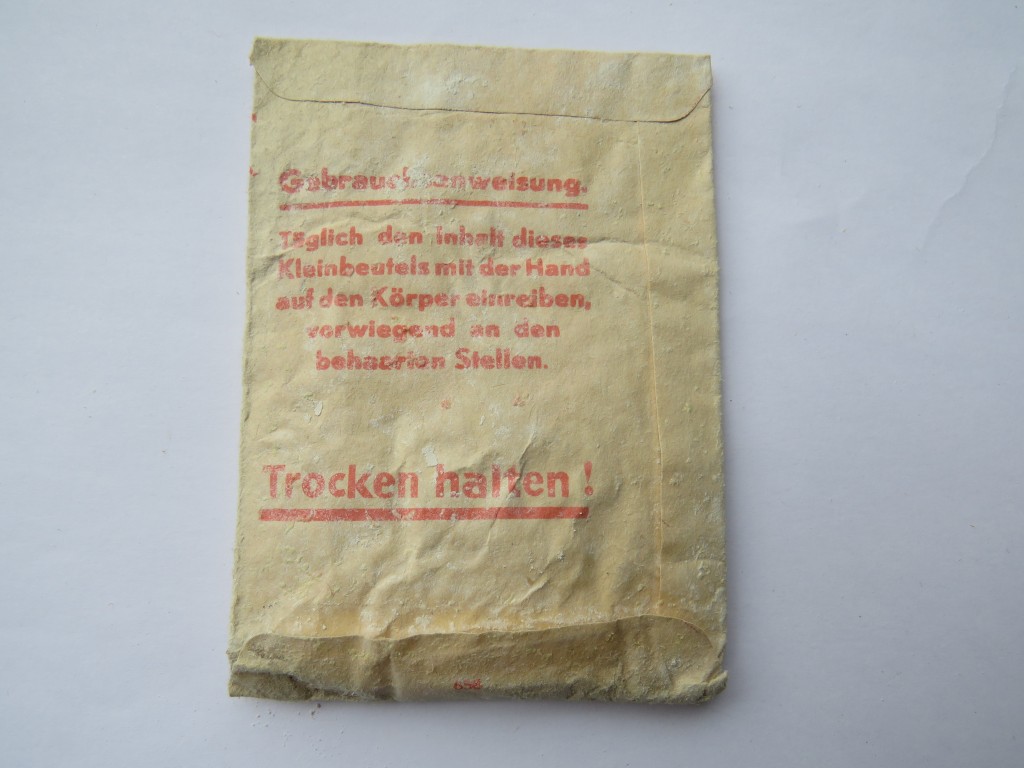 Gebrauchsanweisung.
Täglich den Inhalt dieses
Kleinbeutels mit der Hand
auf den Körper einreiben,
vorwiegend an den
behaarten Stellen.
Trocken halten!